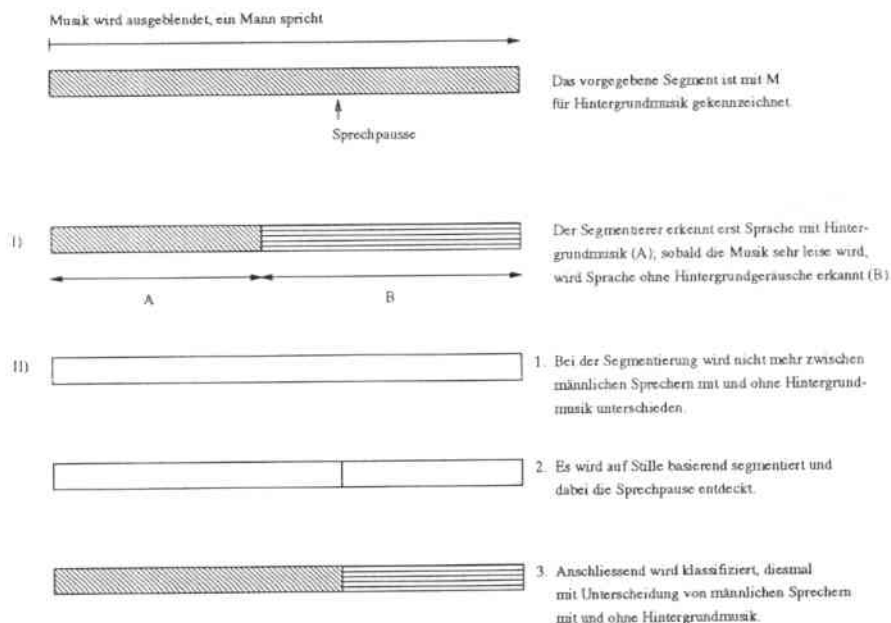 Musik wird ausgeblendet, ein Mann spricht
Das vorgegebene Segment ist mit M
für Hintergrundmusik gekennzeichnet.
Sprechpausse
I)
Der Segmentierer erkennt erst Sprache mit Hinter-
grundmusik (A), sobald die Musik sehr leise wird,
wird Sprache ohne Hintergrundgeräusche erkannt (B)
A
B
II)
1. Bei der Segmentierung wird nicht mehr zwischen
männlichen Sprechern mit und ohne Hintergrund-
musik unterschieden.
2. Es wird auf Stille basierend segmentiert und
dabei die Sprechpause entdeckt.
3. Anschliessend wird klassifiziert, diesmal
mit Unterscheidung von männlichen Sprechern
mit und ohne Hintergrundmusik.